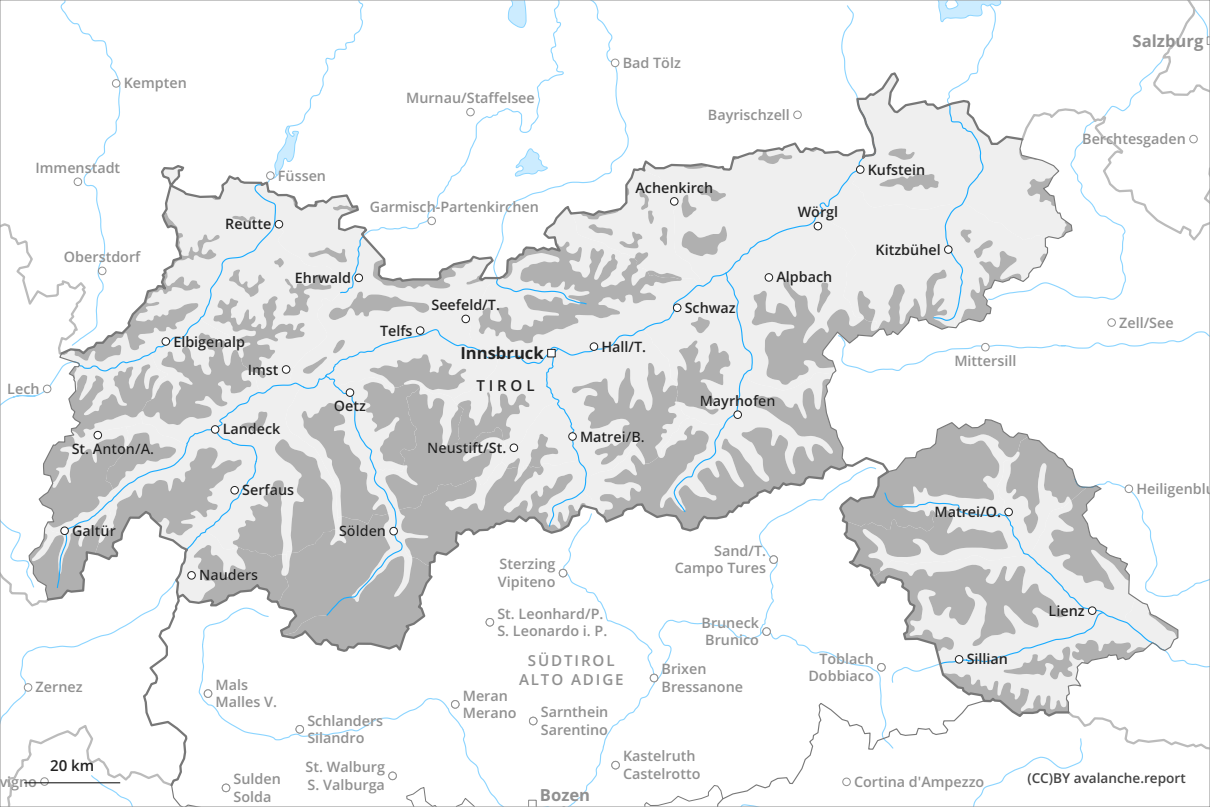 Salzburg
Bad Tölz
Kempten
Murnau/Staffelsee
Bayrischzell
Berchtesgaden
Immenstadt
Füssen
Kufstein
Achenkirch
Garmisch-Partenkirchen
Wörgl
Reutte
Kitzbühel
Oberstdorf
Ehrwald
Alpbach
Seefeld/T.
Schwaz
Zell/See
Telfs
Elbigenalp
Hall/T.
Innsbruck
Mittersill
Imst
TIROL
Lech
Mayrhofen
Oetz
Landeck
Matrei/B.
St. Anton/A.
Neustift/St.
Serfaus
Heiligenblu
Matrei/O.
Galtür
Sölden
Sand/T.
Campo Tures
Sterzing
Vipiteno
Nauders
Lienz
St. Leonhard/P.
S. Leonardo i. P.
Bruneck
Brunico
SÜDTIROL
ALTO ADIGE
Toblach
Dobbiaco
Sillian
Brixen
Bressanone
Zernez
Mals
Malles V.
Meran
Merano
Sarnthein
Sarentino
Schlanders
Silandro
Kastelruth
Castelrotto
St. Walburg
S. Valburga
20 km
vigno
Sulden
Solda
Cortina d'Ampezzo
(CC)BY avalanche.report
Bozen